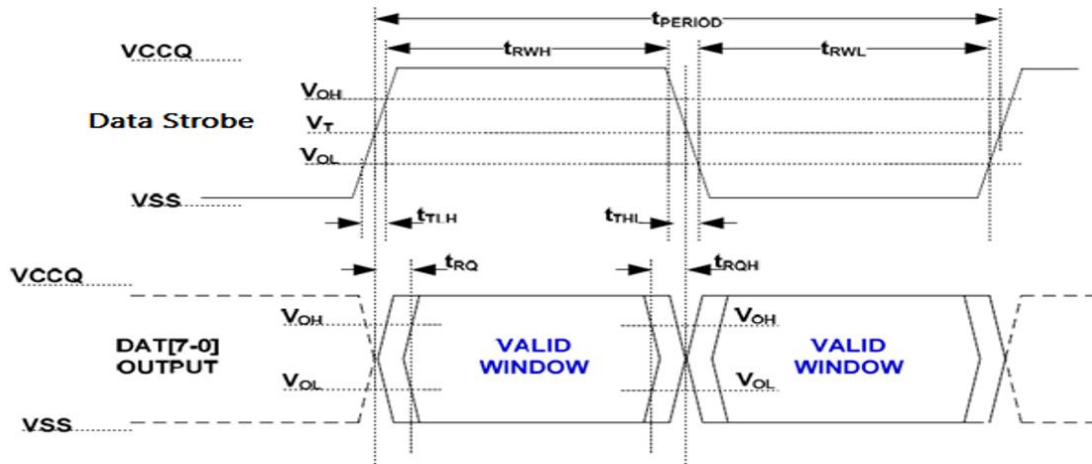 tPERIOD
VCCQ
tRWH
tRWL
VOH
Data Strobe
VT
VOL
VSS
tTLH
tTHL
tRQ
tRQH
VCCQ
VOH
VOH
DAT[7-0]
OUTPUT
VALID
WINDOW
VALID
WINDOW
VOL
VOL
VSS